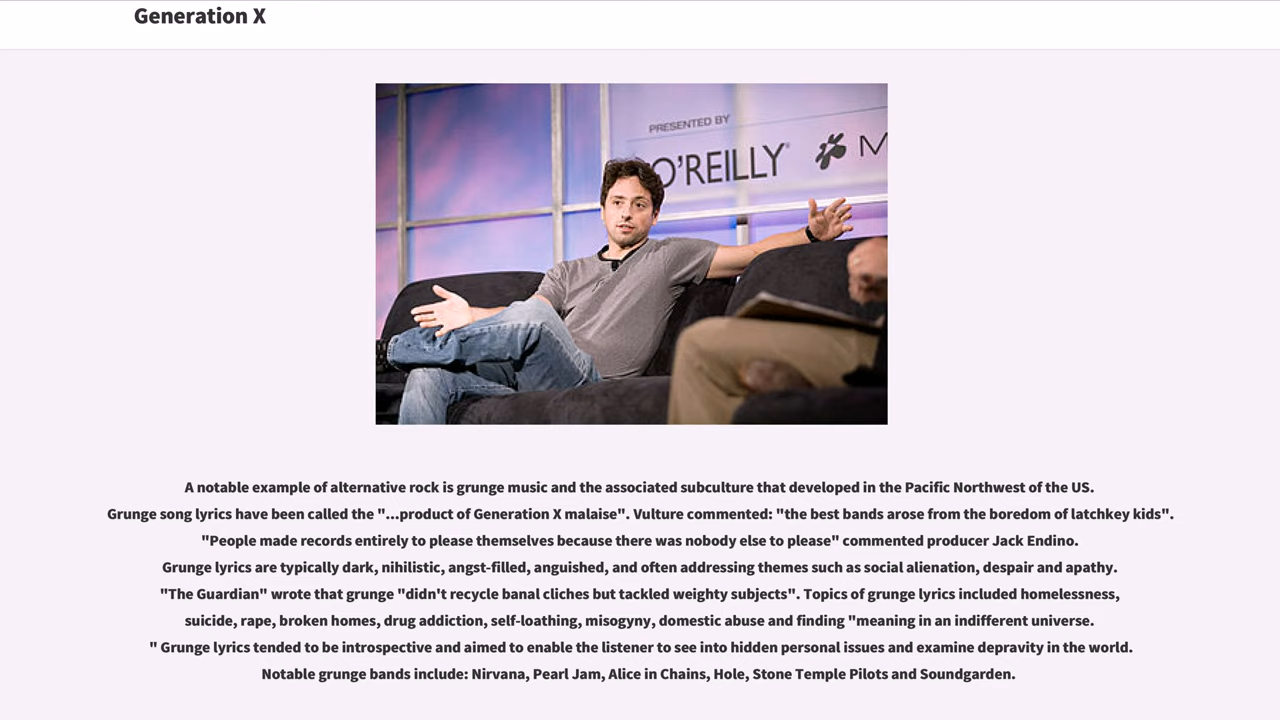 Generation X
PRESENTED BY
O'REILLY
M
A notable example of alternative rock is grunge music and the associated subculture that developed in the Pacific Northwest of the US.
Grunge song lyrics have been called the "...product of Generation X malaise". Vulture commented: "the best bands arose from the boredom of latchkey kids".
"People made records entirely to please themselves because there was nobody else to please" commented producer Jack Endino.
Grunge lyrics are typically dark, nihilistic, angst-filled, anguished, and often addressing themes such as social alienation, despair and apathy.
"The Guardian" wrote that grunge "didn't recycle banal cliches but tackled weighty subjects". Topics of grunge lyrics included homelessness,
suicide, rape, broken homes, drug addiction, self-loathing, misogyny, domestic abuse and finding "meaning in an indifferent universe.
" Grunge lyrics tended to be introspective and aimed to enable the listener to see into hidden personal issues and examine depravity in the world.
Notable grunge bands include: Nirvana, Pearl Jam, Alice in Chains, Hole, Stone Temple Pilots and Soundgarden.